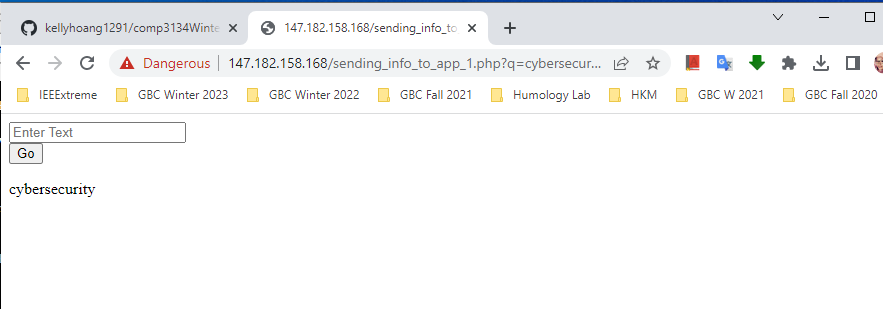 kellyhoang1291/comp3134Winte
147.182.158.168/sending_info_to
Dangerous 147.182.158.168/sending_info_to_app_1.php?q=cybersecur...
IEEExtreme GBC Winter 2023 GBC Winter 2022 GBC Fall 2021 Humology Lab HKM GBC W 2021 GBC Fall 2020
Enter Text
Go
cybersecurity